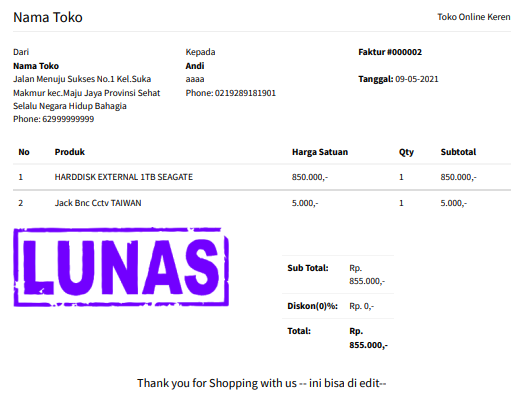 Nama Toko
Toko Online Keren
Dari
Nama Toko
Jalan Menuju Sukses No.1 Kel.Suka
Makmur kec.Maju Jaya Provinsi Sehat
Selalu Negara Hidup Bahagia
Phone: 62999999999
Kepada
Andi
aaaa
Phone: 0219289181901
Faktur #000002
Tanggal: 09-05-2021
No Produk Harga Satuan Qty Subtotal
1 HARDDISK EXTERNAL 1TB SEAGATE 850.000,- 1 850.000,-
2 Jack Bnc Cctv TAIWAN 5.000,- 1 5.000,-
LUNAS
Sub Total: Rp.
855.000,-
Diskon(0)%: Rp. 0,-
Total: Rp.
855.000,-
Thank you for Shopping with us -- ini bisa di edit--